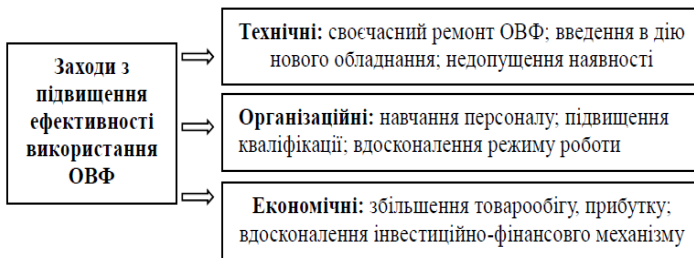 Заходи з
підвищення
ефективності
використання
ОВФ
Технічні: своєчасний ремонт ОВФ; введення в дію
нового обладнання; недопущення наявності
Організаційні: навчання персоналу; підвищення
кваліфікації; вдосконалення режиму роботи
Економічні: збільшення товарообігу, прибутку;
вдосконалення інвестиційно-фінансовго механізму